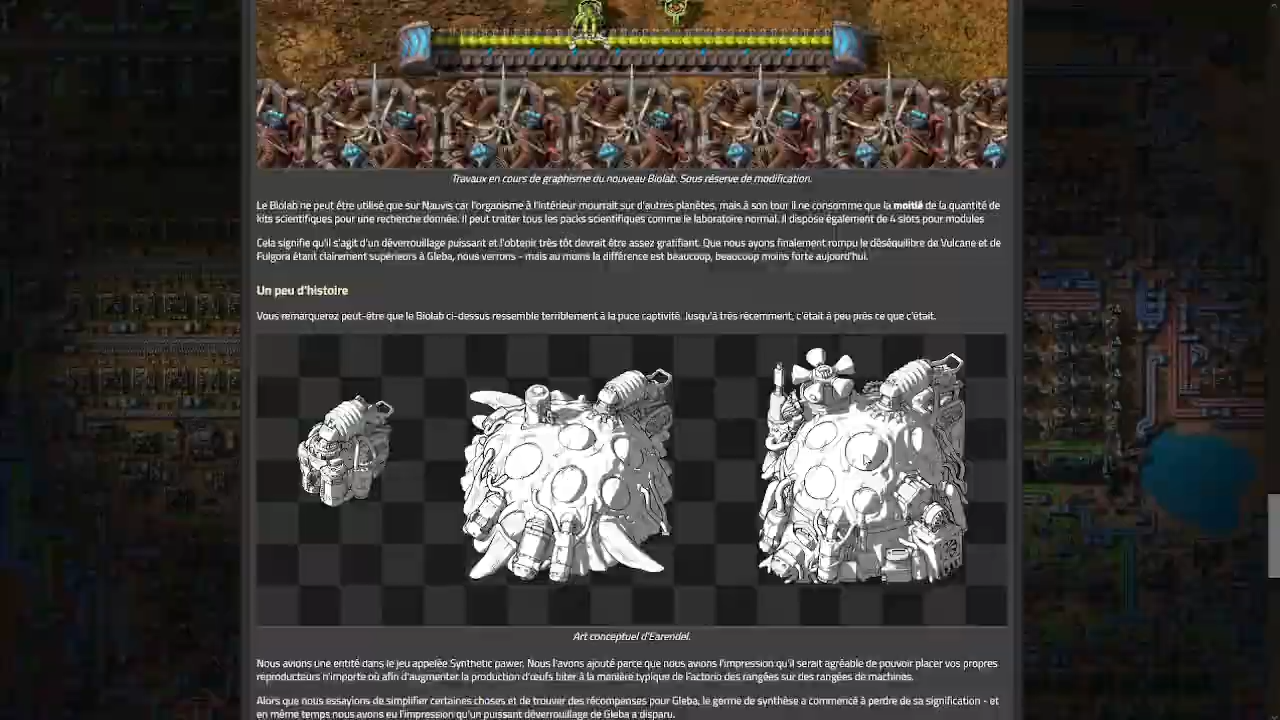 Travaux en cours de graphisme du nouveau Biolab. Sous réserve de modification.
Le Biolab ne peut être utilisé que sur Nauvis car l'organisme à l'intérieur mourrait sur d'autres planètes, mais à son tour il ne consomme que la moitié de la quantité de
kits scientifiques pour une recherche donnée. Il peut traiter tous les packs scientifiques comme le laboratoire normal. Il dispose également de 4 slots pour modules
Cela signifie qu'il s'agit d'un déverrouillage puissant et l'obtenir très tôt devrait être assez gratifiant. Que nous ayons finalement rompu le déséquilibre de Vulcane et de
Fulgora étant clairement supérieurs à Gleba, nous verrons - mais au moins la différence est beaucoup, beaucoup moins forte aujourd'hui.
Un peu d'histoire
Vous remarquerez peut-être que le Biolab ci-dessus ressemble terriblement à la puce captivité. Jusqu'à très récemment, c'était à peu près ce que c'était.
Art conceptuel d'Earendel.
Nous avions une entité dans le jeu appelée Synthetic pawer. Nous l'avons ajouté parce que nous avions l'impression qu'il serait agréable de pouvoir placer vos propres
reproducteurs n'importe où afin d'augmenter la production d'œufs biter à la manière typique de Factorio des rangées sur des rangées de machines.
Alors que nous essayions de simplifier certaines choses et de trouver des récompenses pour Gleba, le germe de synthèse a commencé à perdre de sa signification - et
en même temps nous avons eu l'impression qu'un puissant déverrouillage de Gleba a disparu.